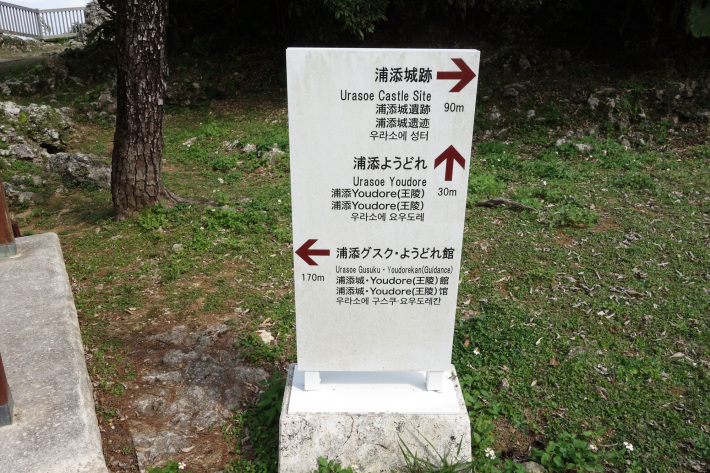 浦添城跡
Urasoe Castle Site
90m
浦添城遺跡
浦添城遗迹
우라소에 성터
浦添ようどれ
Urasoe Youdore
浦添Youdore(王陵)
30m
浦添Youdore(王陵)
우라소에 요우도레
浦添グスク・ようどれ館
170m
Urasoe Gusuku・Youdorekan(Guidance)
浦添城・Youdore(王陵)館
浦添城・Youdore(王陵)馆
우라소에 구스쿠·요우도레칸